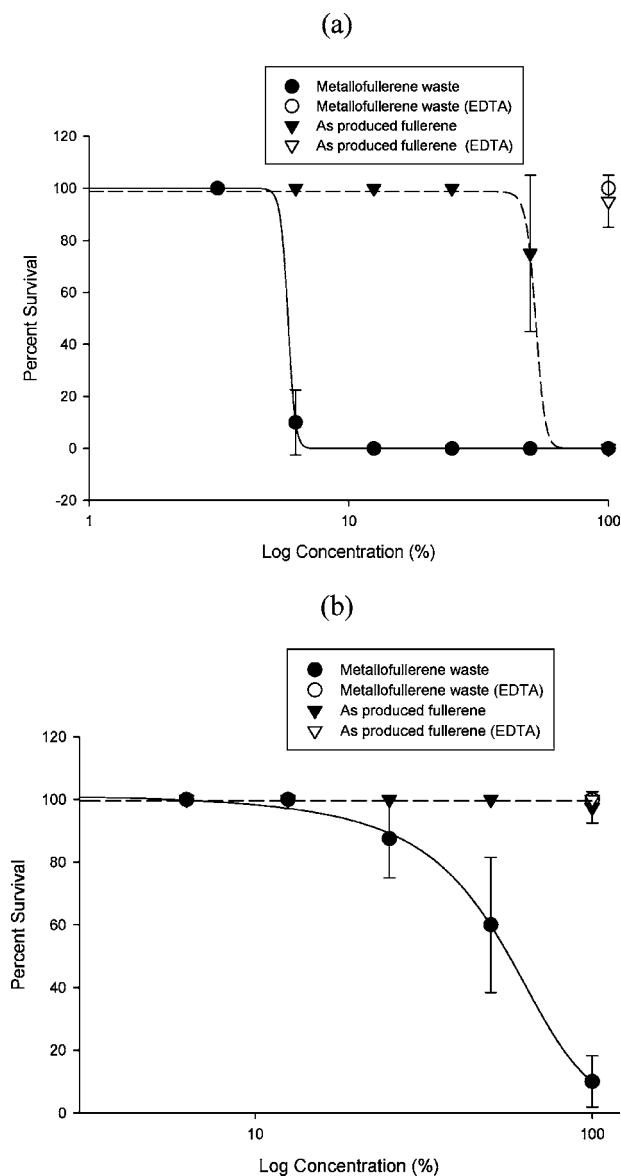 (a)
Metallofullerene waste
Metallofullerene waste (EDTA)
As produced fullerene
As produced fullerene (EDTA)
120
100
80
60
40
20
0
-20
Percent Survival
1 10 100
Log Concentration (%)
(b)
Metallofullerene waste
Metallofullerene waste (EDTA)
As produced fullerene
As produced fullerene (EDTA)
120
100
80
60
40
20
0
Percent Survival
10 100
Log Concentration (%)